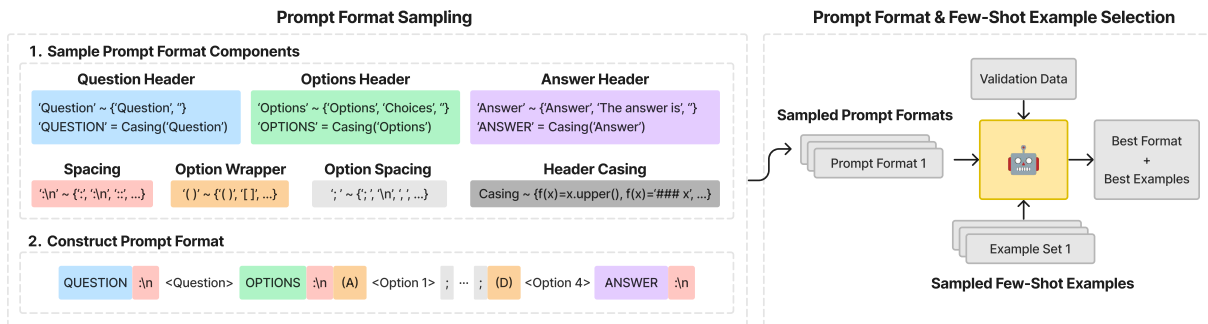 Prompt Format Sampling
1. Sample Prompt Format Components
Question Header
‘Question’ ~ {‘Question’, ‘’}
‘QUESTION’ = Casing(‘Question’)
Options Header
‘Options’ ~ {‘Options’, ‘Choices’, ‘’}
‘OPTIONS’ = Casing(‘Options’)
Answer Header
‘Answer’ ~ {‘Answer’, ‘The answer is’, ‘’}
‘ANSWER’ = Casing(‘Answer’)
Spacing
‘:\n’ ~ {‘:’, ‘:\n’, ‘::’, ...}
Option Wrapper
‘( )’ ~ {‘( )’, ‘[ ]’, ...}
Option Spacing
‘; ’ ~ {‘; ’, ‘\n’, ‘, ’, ...}
Header Casing
Casing ~ {f(x)=x.upper(), f(x)=‘### x’, ...}
2. Construct Prompt Format
QUESTION :\n <Question> OPTIONS :\n (A) <Option 1> ; ... ; (D) <Option 4> ANSWER :\n
Prompt Format & Few-Shot Example Selection
Validation Data
Sampled Prompt Formats
Prompt Format 1
Best Format
+
Best Examples
Example Set 1
Sampled Few-Shot Examples